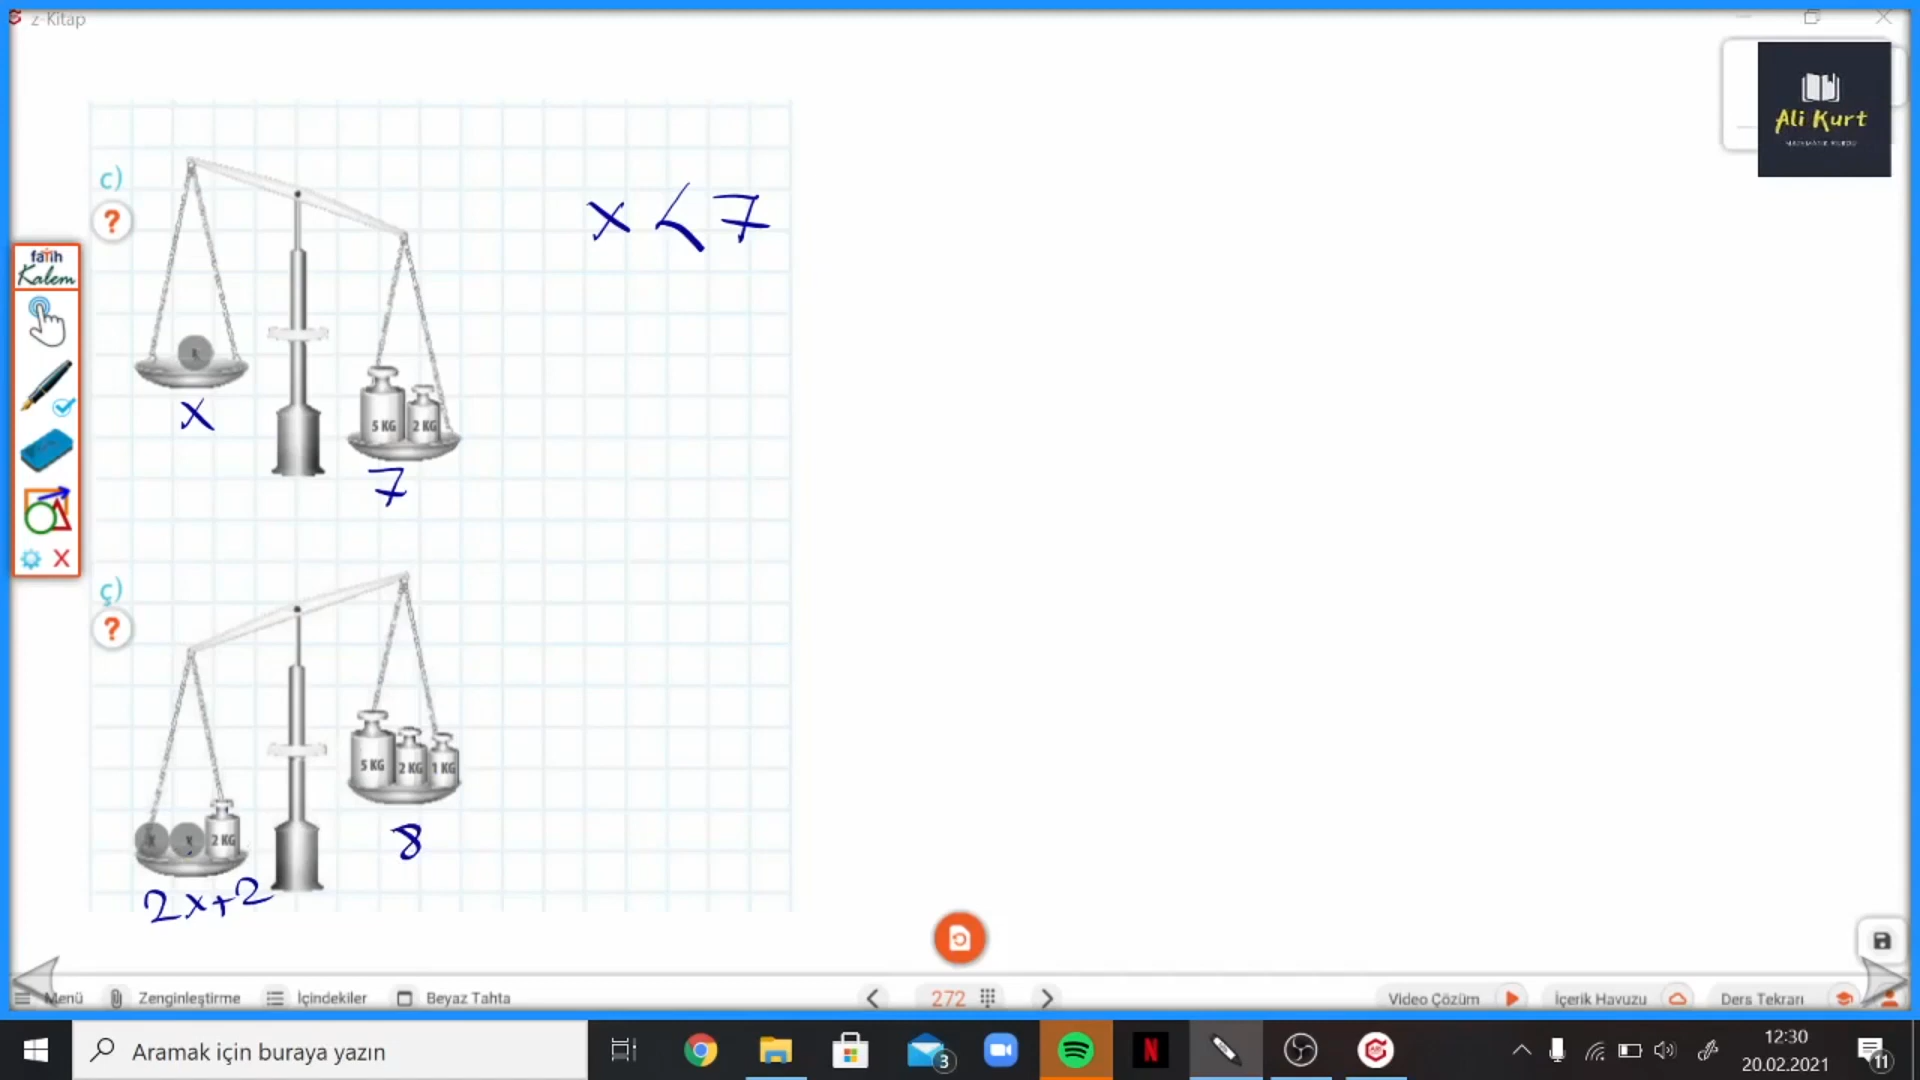 z-Kitap
Ali Kurt
c)
?
x < 7
fatih
Kalem
x
5 KG 2 KG
7
ç)
?
5 KG 2 KG 1 KG
x x 2 KG
8
2x+2
Menü Zenginleştirme İçindekiler Beyaz Tahta 272 Video Çözüm İçerik Havuzu Ders Tekrarı
Aramak için buraya yazın
3
12:30
20.02.2021
11